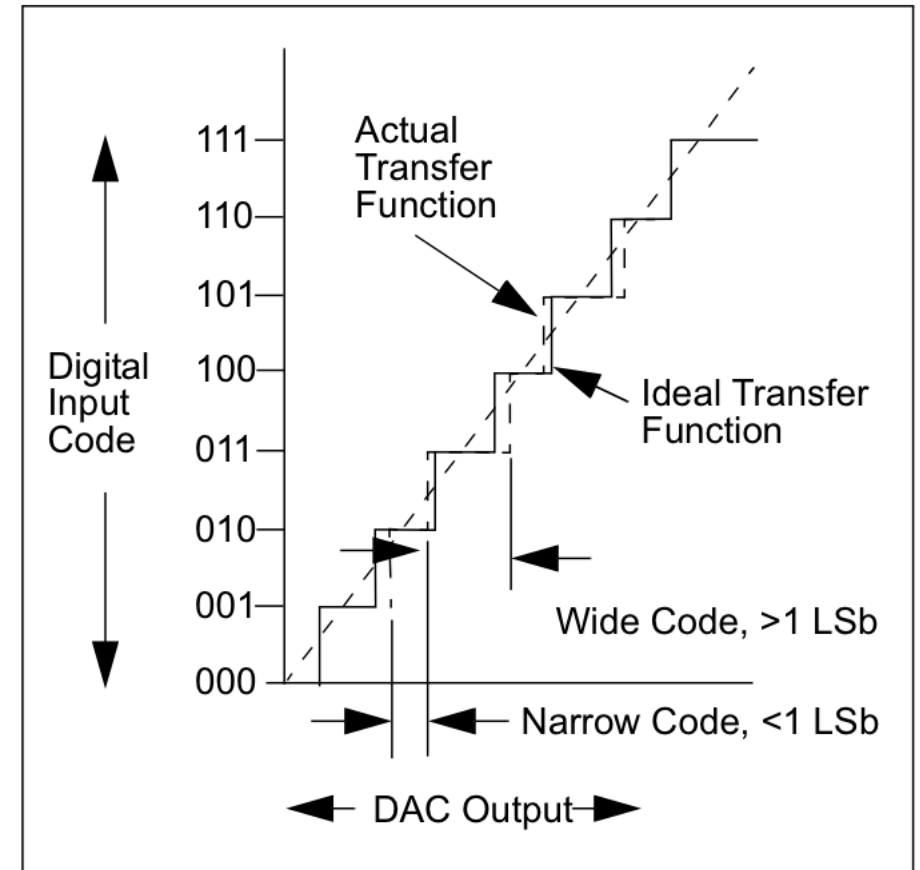 Actual
Transfer
Function
111
110
101
100
011
010
001
000
Digital
Input
Code
Ideal Transfer
Function
Wide Code, >1 LSb
Narrow Code, <1 LSb
DAC Output